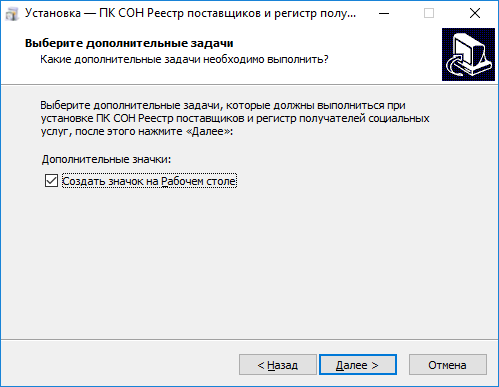 Установка — ПК СОН Реестр поставщиков и регистр полу...
Выберите дополнительные задачи
Какие дополнительные задачи необходимо выполнить?
Выберите дополнительные задачи, которые должны выполниться при
установке ПК СОН Реестр поставщиков и регистр получателей социальных
услуг, после этого нажмите «Далее»:
Дополнительные значки:
Создать значок на Рабочем столе
< Назад
Далее >
Отмена